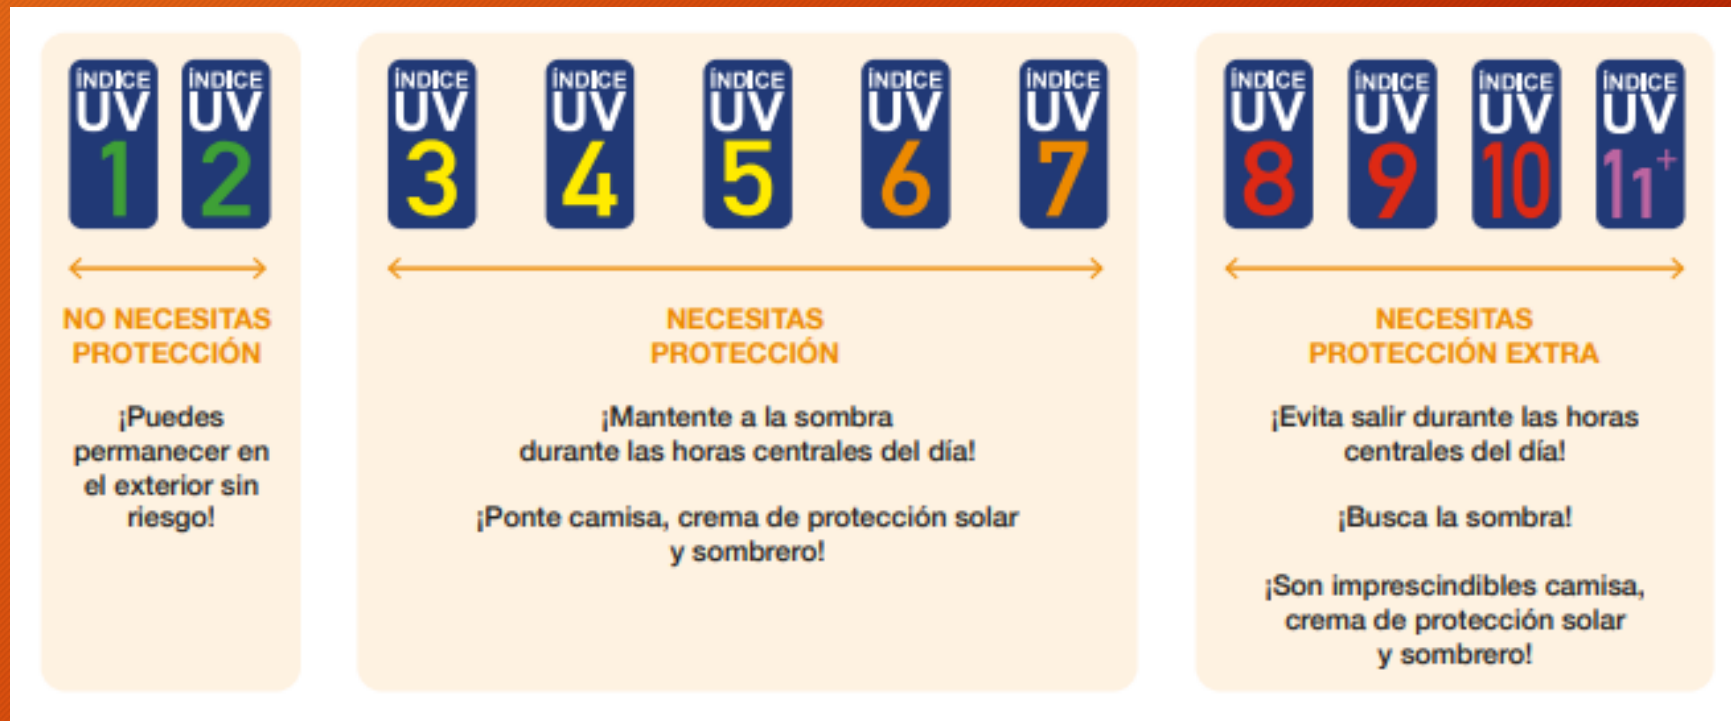 ÍNDICE
UV
1
ÍNDICE
UV
2
NO NECESITAS
PROTECCIÓN
¡Puedes
permanecer en
el exterior sin
riesgo!
ÍNDICE
UV
3
ÍNDICE
UV
4
ÍNDICE
UV
5
ÍNDICE
UV
6
ÍNDICE
UV
7
NECESITAS
PROTECCIÓN
¡Mantente a la sombra
durante las horas centrales del día!
¡Ponte camisa, crema de protección solar
y sombrero!
ÍNDICE
UV
8
ÍNDICE
UV
9
ÍNDICE
UV
10
ÍNDICE
UV
11+
NECESITAS
PROTECCIÓN EXTRA
¡Evita salir durante las horas
centrales del día!
¡Busca la sombra!
¡Son imprescindibles camisa,
crema de protección solar
y sombrero!